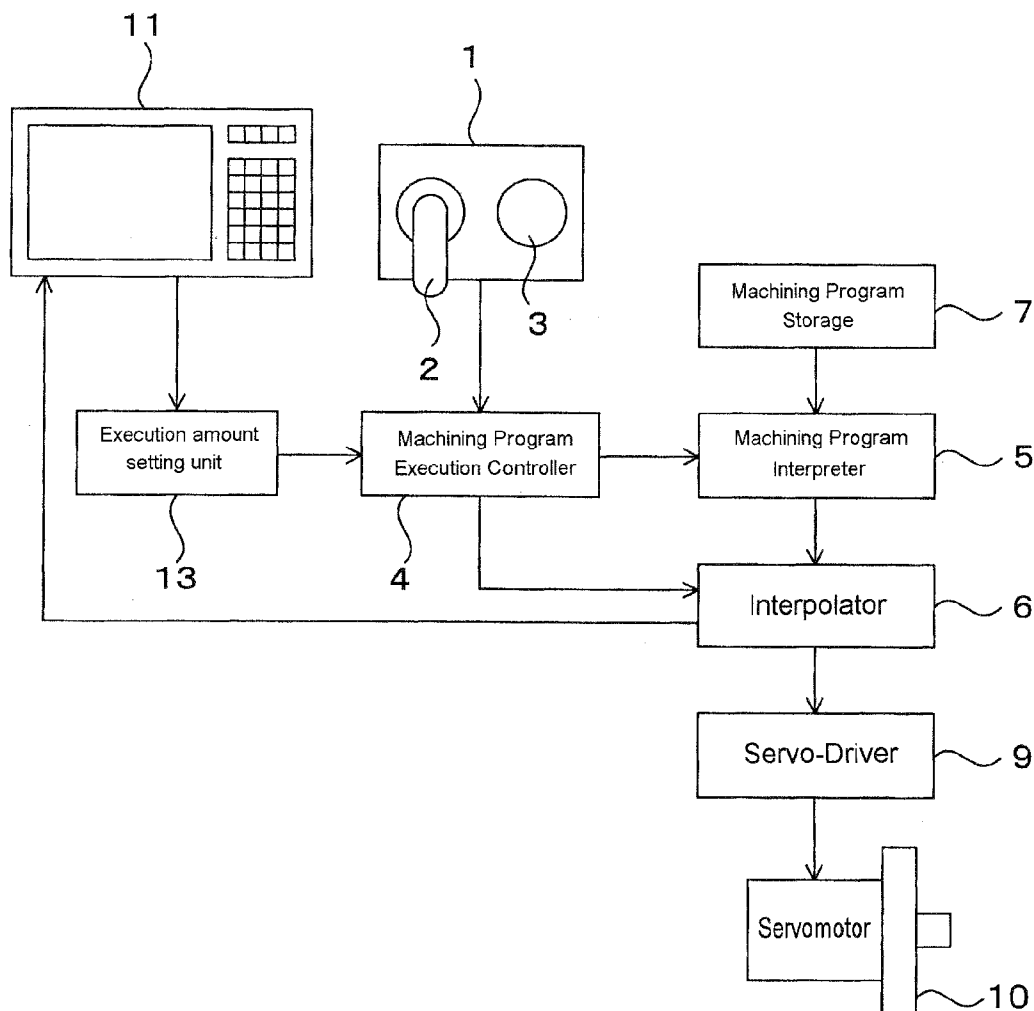 11
1
2
3
Machining Program
Storage
7
Execution amount
setting unit
13
Machining Program
Execution Controller
4
Machining Program
Interpreter
5
Interpolator
6
Servo-Driver
9
Servomotor
10